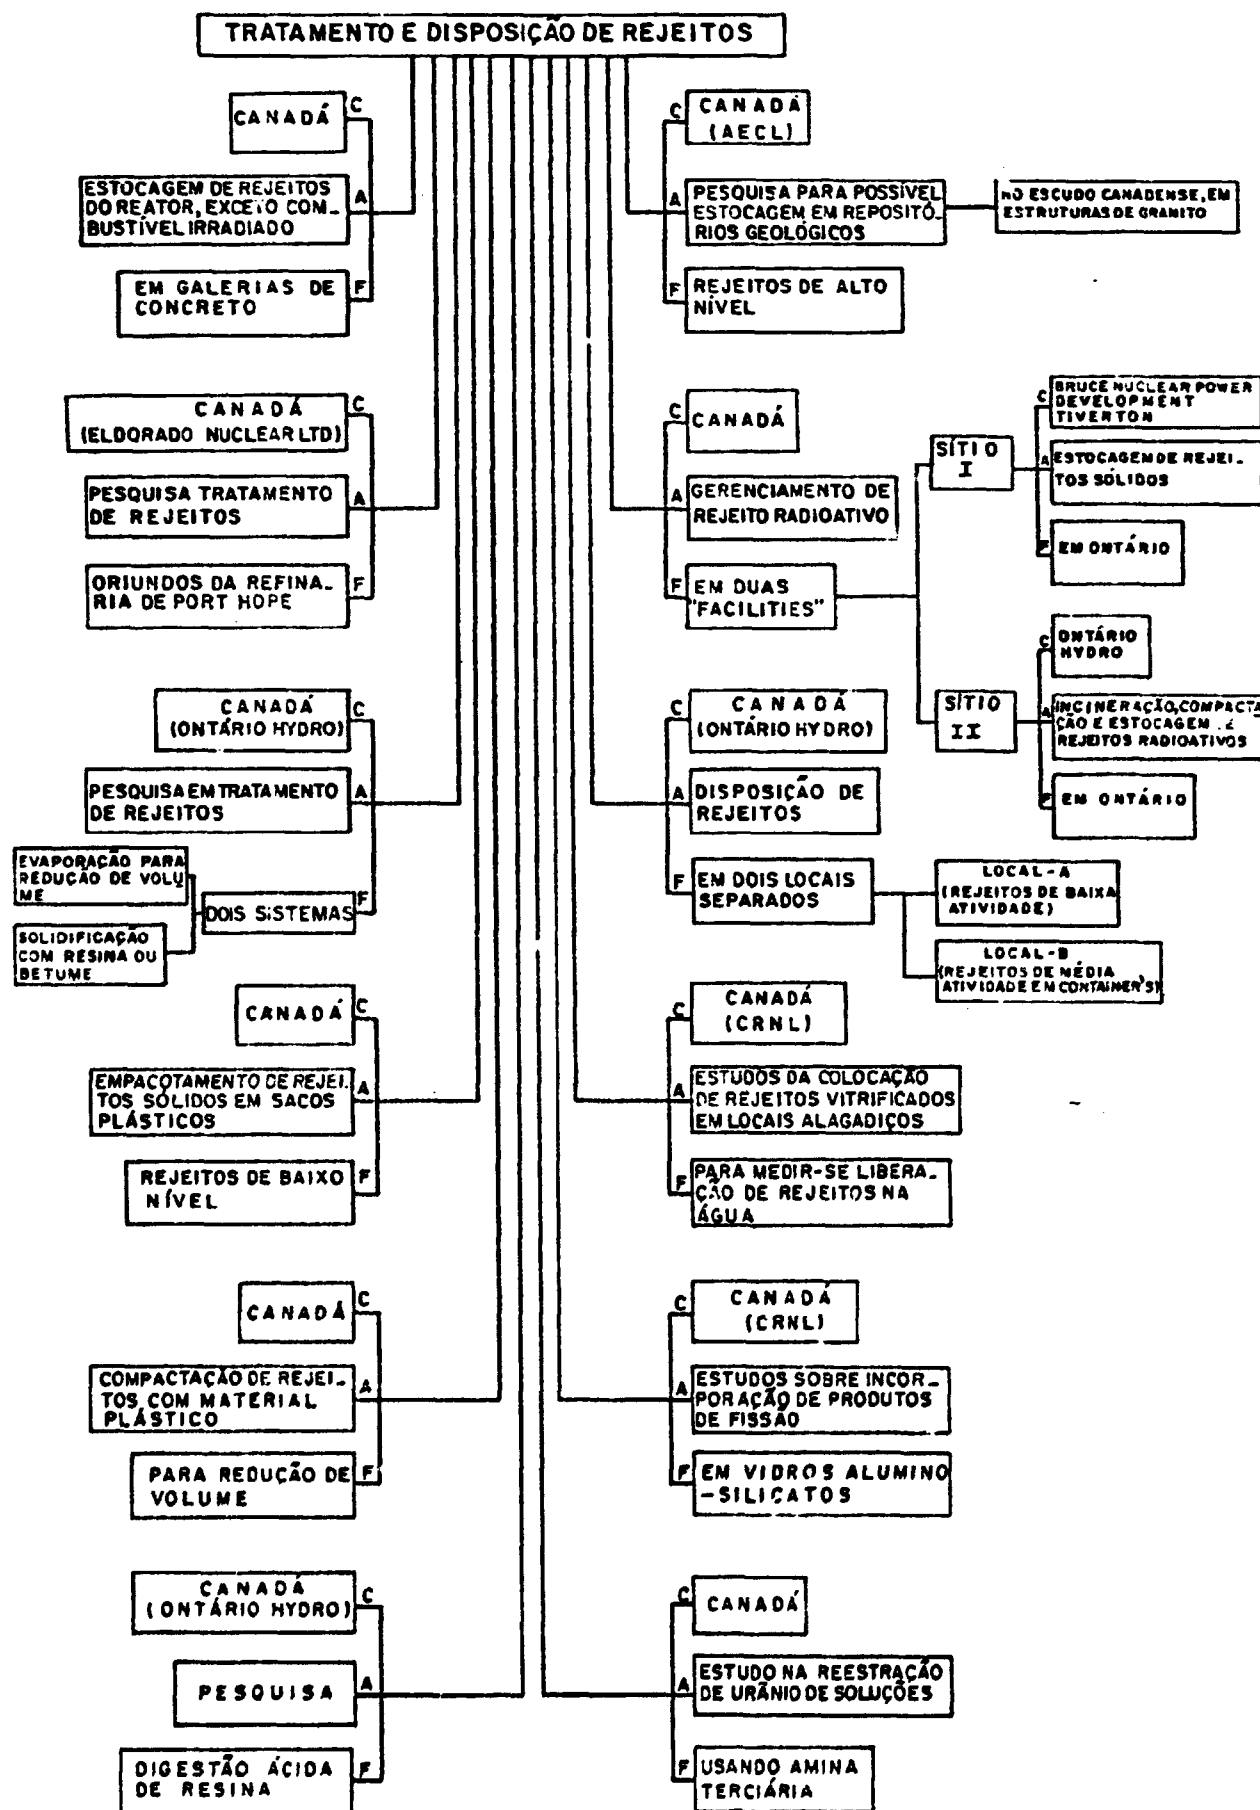 TRATAMENTO E DISPOSIÇÃO DE REJEITOS
C
CANADÁ
A
ESTOCAGEM DE REJEITOS
DO REATOR, EXCETO COM_
BUSTÍVEL IRRADIADO
F
EM GALERIAS DE
CONCRETO
C
CANADÁ
(ELDORADO NUCLEAR LTD)
A
PESQUISA TRATAMENTO
DE REJEITOS
F
ORIUNDOS DA REFINA_
RIA DE PORT HOPE
C
CANADÁ
(ONTÁRIO HYDRO)
A
PESQUISA EM TRATAMENTO
DE REJEITOS
F
DOIS SISTEMAS
EVAPORAÇÃO PARA
REDUÇÃO DE VOLU
ME
SOLIDIFICAÇÃO
COM RESINA OU
BETUME
C
CANADÁ
A
EMPACOTAMENTO DE REJEI_
TOS SÓLIDOS EM SACOS
PLÁSTICOS
F
REJEITOS DE BAIXO
NÍVEL
C
CANADÁ
A
COMPACTAÇÃO DE REJEI_
TOS COM MATERIAL
PLÁSTICO
F
PARA REDUÇÃO DE
VOLUME
C
CANADÁ
(ONTÁRIO HYDRO)
A
PESQUISA
F
DIGESTÃO ÁCIDA
DE RESINA
C
CANADÁ
(AECL)
A
PESQUISA PARA POSSÍVEL
ESTOCAGEM EM REPOSITÓ_
RIOS GEOLÓGICOS
NO ESCUDO CANADENSE, EM
ESTRUTURAS DE GRANITO
F
REJEITOS DE ALTO
NÍVEL
C
CANADÁ
A
GERENCIAMENTO DE
REJEITO RADIOATIVO
F
EM DUAS
"FACILITIES"
SÍTIO
I
C
BRUCE NUCLEAR POWER
DEVELOPMENT
TIVERTON
A
ESTOCAGEM DE REJEI_
TOS SÓLIDOS
F
EM ONTÁRIO
SÍTIO
II
C
ONTÁRIO
HYDRO
A
INCINERAÇÃO, COMPACTA
ÇÃO E ESTOCAGEM
REJEITOS RADIOATIVOS
F
EM ONTÁRIO
C
CANADÁ
(ONTÁRIO HYDRO)
A
DISPOSIÇÃO DE
REJEITOS
F
EM DOIS LOCAIS
SEPARADOS
LOCAL-A
(REJEITOS DE BAIXA
ATIVIDADE)
LOCAL-B
(REJEITOS DE MÉDIA
ATIVIDADE EM CONTAINER'S)
C
CANADÁ
(CRNL)
A
ESTUDOS DA COLOCAÇÃO
DE REJEITOS VITRIFICADOS
EM LOCAIS ALAGADIÇOS
F
PARA MEDIR-SE LIBERA_
ÇÃO DE REJEITOS NA
ÁGUA
C
CANADÁ
(CRNL)
A
ESTUDOS SOBRE INCOR_
PORAÇÃO DE PRODUTOS
DE FISSÃO
F
EM VIDROS ALUMINO
-SILICATOS
C
CANADÁ
A
ESTUDO NA REESTRAÇÃO
DE URÂNIO DE SOLUÇÕES
F
USANDO AMINA
TERCIÁRIA